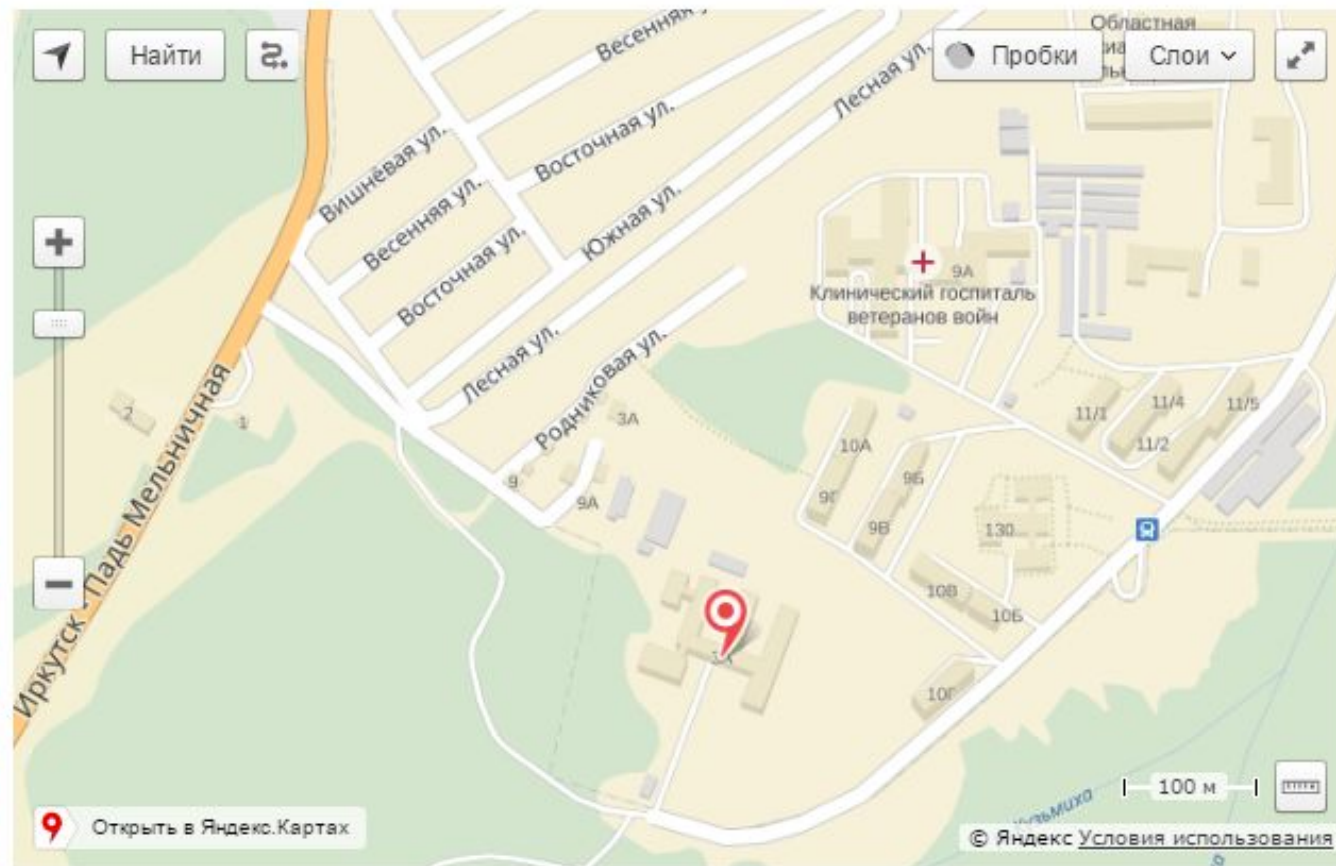 Найти
Пробки
Слои
Областная
Весенняя
Лесная ул.
Восточная ул.
Вишнёвая ул.
Весенняя ул.
Южная ул.
Восточная ул.
9А
Клинический госпиталь
ветеранов войн
Лесная ул.
Родниковая ул.
3А
2
1
11/1
11/4
11/5
11/2
10А
9
9А
9Г
9Б
9В
130
10В
10Б
10Г
Иркутск - Падь Мельничная
100 м
Кузьмиха
Открыть в Яндекс.Картах
© Яндекс Условия использования